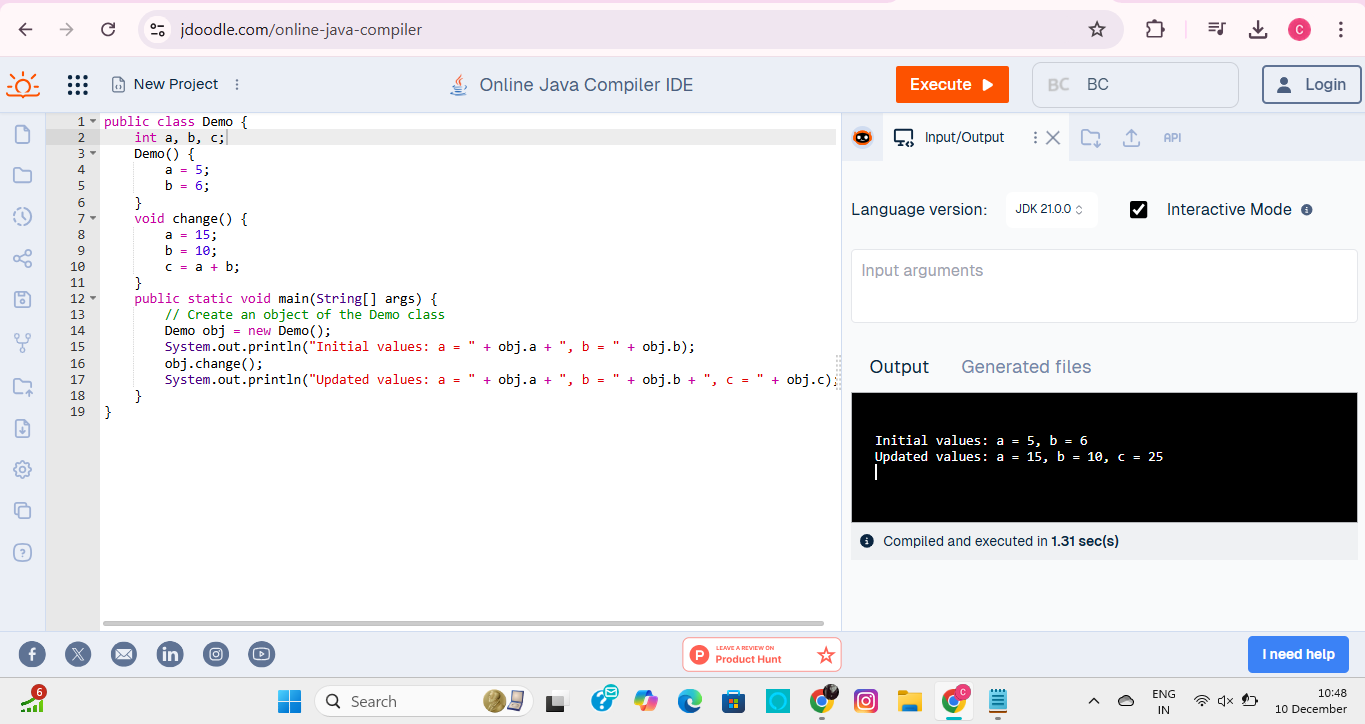 jdoodle.com/online-java-compiler
C
New Project
Online Java Compiler IDE
Execute
BC BC
Login
1 public class Demo {
2 int a, b, c;
3 Demo() {
4 a = 5;
5 b = 6;
6 }
7 void change() {
8 a = 15;
9 b = 10;
10 c = a + b;
11 }
12 public static void main(String[] args) {
13 // Create an object of the Demo class
14 Demo obj = new Demo();
15 System.out.println("Initial values: a = " + obj.a + ", b = " + obj.b);
16 obj.change();
17 System.out.println("Updated values: a = " + obj.a + ", b = " + obj.b + ", c = " + obj.c);
18 }
19 }
Input/Output
API
Language version:
JDK 21.0.0
Interactive Mode
Input arguments
Output
Generated files
Initial values: a = 5, b = 6
Updated values: a = 15, b = 10, c = 25
Compiled and executed in 1.31 sec(s)
P
LEAVE A REVIEW ON
Product Hunt
I need help
6
Search
C
ENG
IN
10:48
10 December